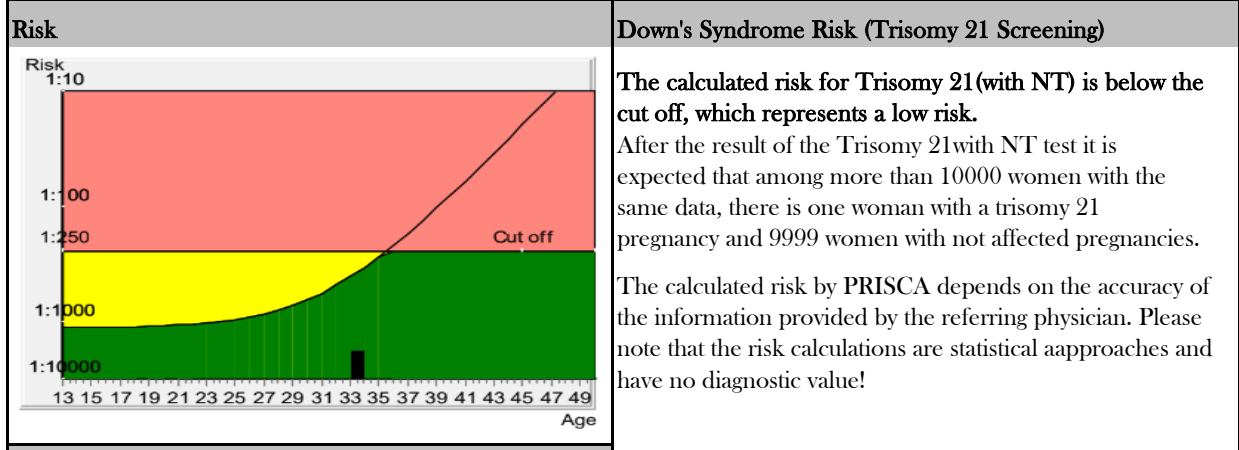 Risk
Down's Syndrome Risk (Trisomy 21 Screening)
Risk
1:10
1:100
1:250
Cut off
1:1000
1:10000
13 15 17 19 21 23 25 27 29 31 33 35 37 39 41 43 45 47 49
Age
The calculated risk for Trisomy 21(with NT) is below the
cut off, which represents a low risk.
After the result of the Trisomy 21with NT test it is
expected that among more than 10000 women with the
same data, there is one woman with a trisomy 21
pregnancy and 9999 women with not affected pregnancies.
The calculated risk by PRISCA depends on the accuracy of
the information provided by the referring physician. Please
note that the risk calculations are statistical aapproaches and
have no diagnostic value!